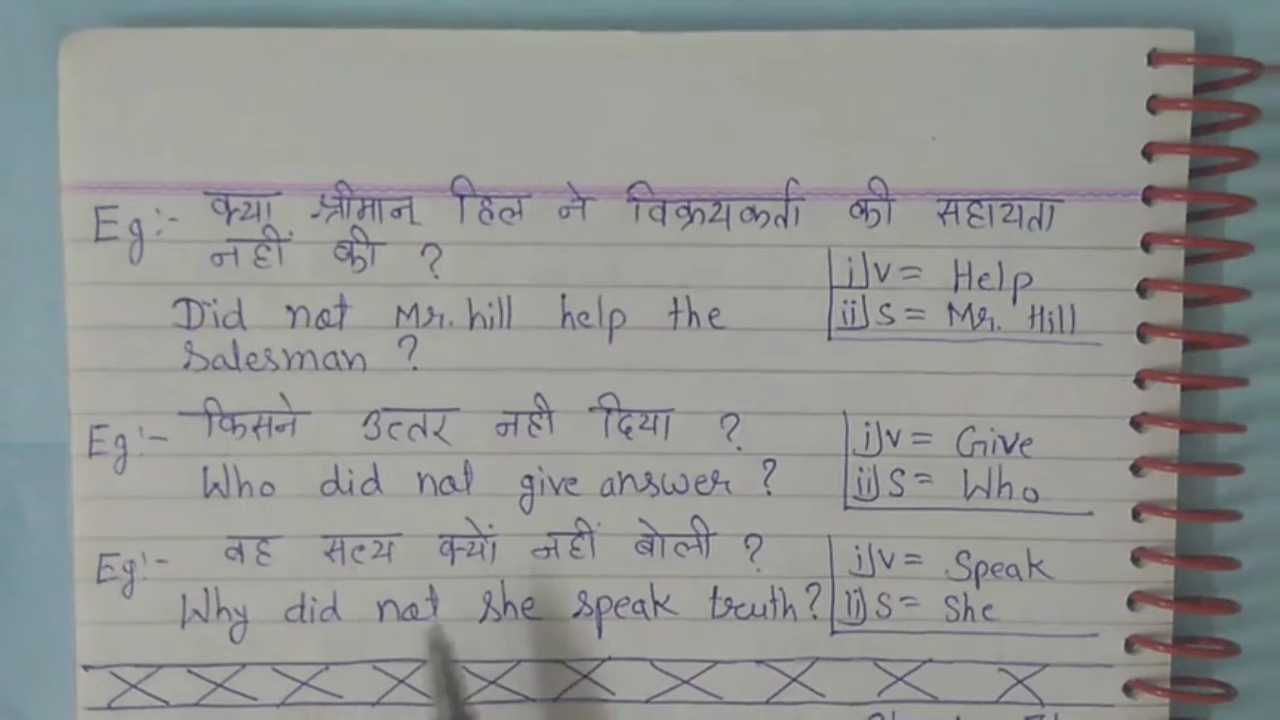 Eg:- क्या श्रीमान् हिल ने विक्रयकर्ता की सहायता
नहीं की ?
i) V = Help
Did not Mr. hill help the
ii) S = Mr. Hill
Salesman ?
Eg:- किसने उत्तर नही दिया ?
i) V = Give
Who did not give answer ?
ii) S = Who
Eg:- वह सत्य क्यों नहीं बोली ?
i) V = Speak
Why did not she speak truth?
ii) S = She